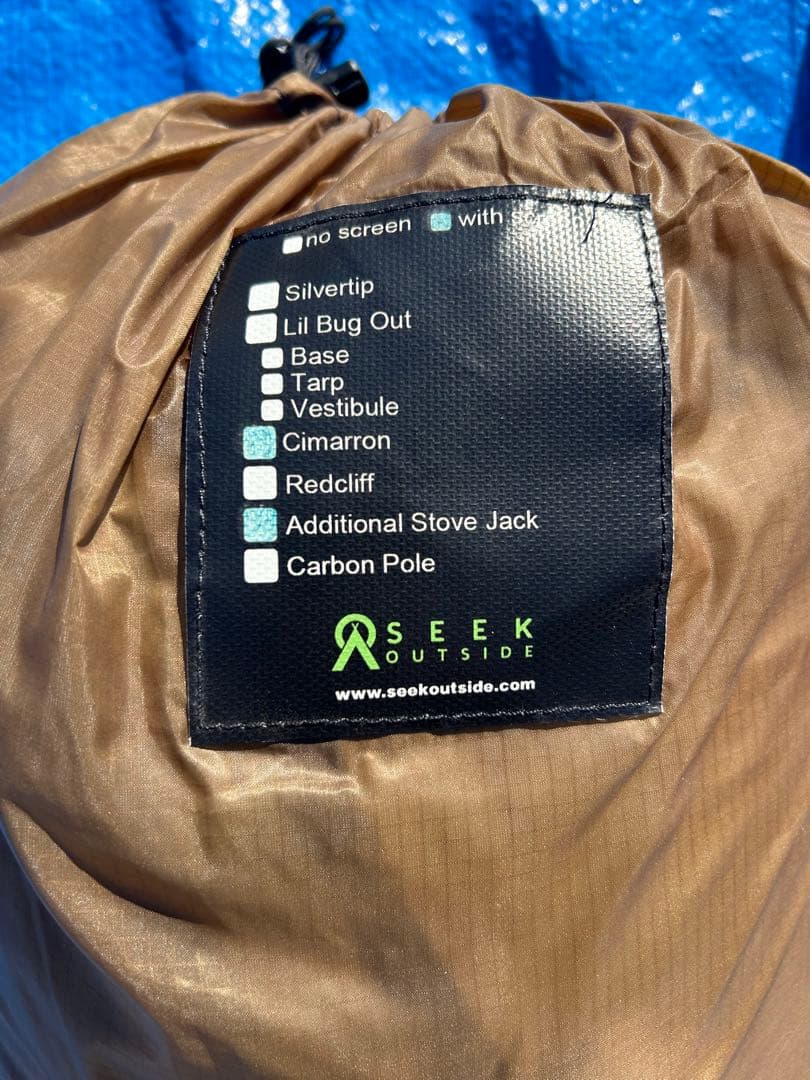 no screen with
Silvertip
Lil Bug Out
Base
Tarp
Vestibule
Cimarron
Redcliff
Additional Stove Jack
Carbon Pole
SEEK
OUTSIDE
www.seekoutside.com